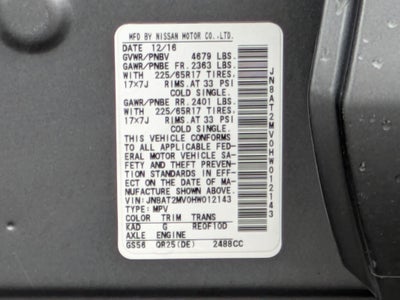 MFD BY NISSAN MOTOR CO.,LTD.
DATE 12/16
GVWR/PNBV 4679 LBS.
GAWR/PNBE FR. 2363 LBS.
WITH 225/65R17 TIRES,
17x7J RIMS,AT 33 PSI
COLD SINGLE.
GAWR/PNBE RR. 2401 LBS.
WITH 225/65R17 TIRES,
17x7J RIMS,AT 33 PSI
COLD SINGLE.
THIS VEHICLE CONFORMS
TO ALL APPLICABLE FED-
ERAL MOTOR VEHICLE SA-
FETY AND THEFT PREVEN-
TION STANDARDS IN EFF-
ECT ON THE DATE OF MA-
NUFACTURE SHOWN ABOVE.
VIN: JN8AT2MV0HW012143
TYPE: MPV
COLOR TRIM TRANS
KAD G RE0F10D
AXLE ENGINE
GS56 QR25(DE) 2488CC
JN8AT2MV0HW012143